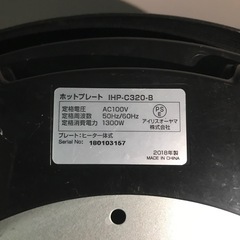 ホットプレート IHP-C320-B
定格電圧 AC100V
定格周波数 50Hz/60Hz
定格消費電力 1300W
PS
E
アイリスオーヤマ
株式会社
プレート:ヒーター一体式
Serial No: 180103157
2018年製
MADE IN CHINA